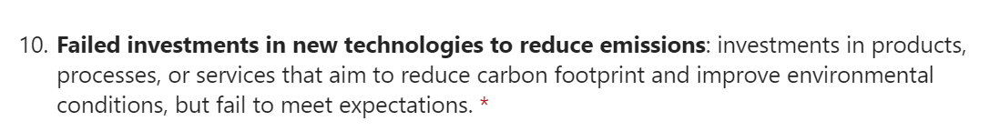 10. Failed investments in new technologies to reduce emissions: investments in products,
processes, or services that aim to reduce carbon footprint and improve environmental
conditions, but fail to meet expectations. *